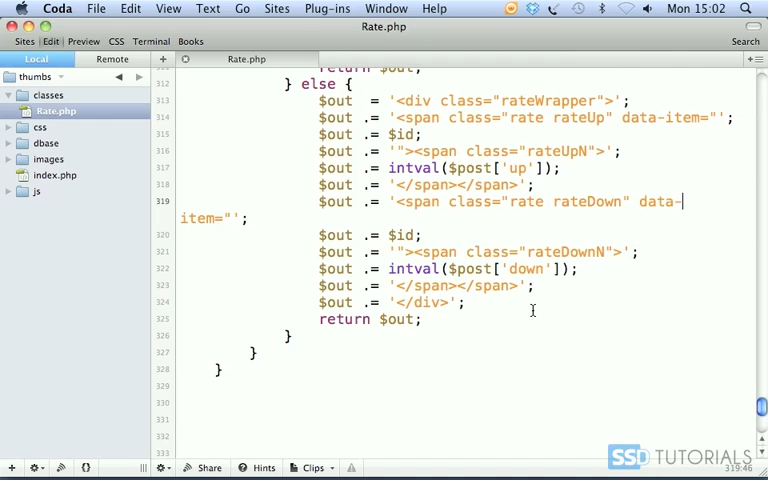 Coda File Edit View Text Go Sites Plug-ins Window Help Mon 15:02
Rate.php
Sites Edit Preview CSS Terminal Books Search
Local Remote Rate.php
thumbs
classes
Rate.php
css
dbase
images
index.php
js
return $out;
312 } else {
313 $out = '<div class="rateWrapper">';
314 $out .= '<span class="rate rateUp" data-item="';
315 $out .= $id;
316 $out .= '"><span class="rateUpN">';
317 $out .= intval($post['up']);
318 $out .= '</span></span>';
319 $out .= '<span class="rate rateDown" data-
item="';
320 $out .= $id;
321 $out .= '"><span class="rateDownN">';
322 $out .= intval($post['down']);
323 $out .= '</span></span>';
324 $out .= '</div>';
325 return $out;
326 }
327 }
328 }
329
330
331
332
333
Share Hints Clips 319:46
SSD TUTORIALS